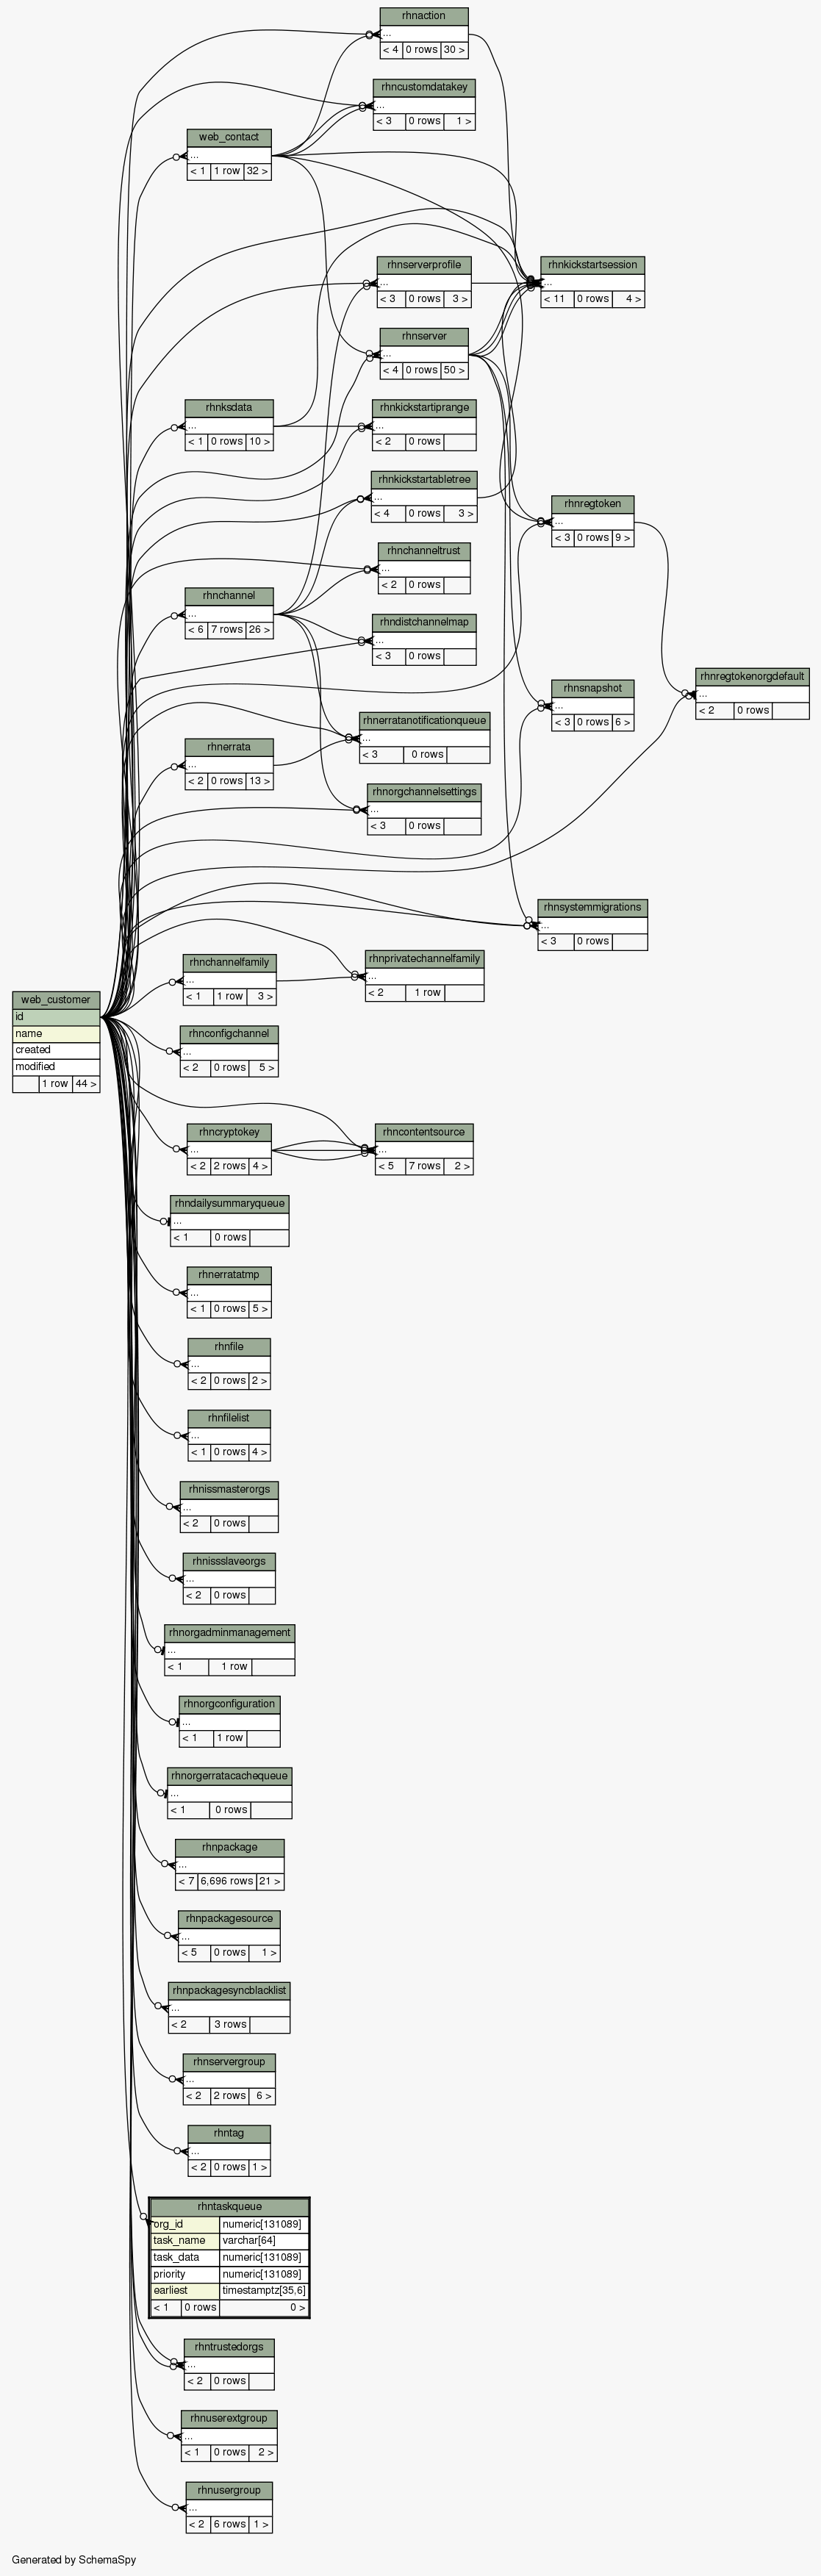 rhnaction
...
< 4 0 rows 30 >
rhncustomdatakey
...
< 3 0 rows 1 >
web_contact
...
< 1 1 row 32 >
rhnserverprofile
...
< 3 0 rows 3 >
rhnkickstartsession
...
< 11 0 rows 4 >
rhnserver
...
< 4 0 rows 50 >
rhnksdata
...
< 1 0 rows 10 >
rhnkickstartiprange
...
< 2 0 rows
rhnkickstartabletree
...
< 4 0 rows 3 >
rhnregtoken
...
< 3 0 rows 9 >
rhnchanneltrust
...
< 2 0 rows
rhnchannel
...
< 6 7 rows 26 >
rhndistchannelmap
...
< 3 0 rows
rhnregtokenorgdefault
...
< 2 0 rows
rhnsnapshot
...
< 3 0 rows 6 >
rhnerratanotificationqueue
...
< 3 0 rows
rhnerrata
...
< 2 0 rows 13 >
rhnorgchannelsettings
...
< 3 0 rows
rhnsystemmigrations
...
< 3 0 rows
rhnchannelfamily
...
< 1 1 row 3 >
rhnprivatechannelfamily
...
< 2 1 row
web_customer
id
name
created
modified
1 row 44 >
rhnconfigchannel
...
< 2 0 rows 5 >
rhncryptokey
...
< 2 2 rows 4 >
rhncontentsource
...
< 5 7 rows 2 >
rhndailysummaryqueue
...
< 1 0 rows
rhnerratatmp
...
< 1 0 rows 5 >
rhnfile
...
< 2 0 rows 2 >
rhnfilelist
...
< 1 0 rows 4 >
rhnissmasterorgs
...
< 2 0 rows
rhnissslaveorgs
...
< 2 0 rows
rhnorgadminmanagement
...
< 1 1 row
rhnorgconfiguration
...
< 1 1 row
rhnorgerratacachequeue
...
< 1 0 rows
rhnpackage
...
< 7 6,696 rows 21 >
rhnpackagesource
...
< 5 0 rows 1 >
rhnpackagesyncblacklist
...
< 2 3 rows
rhnservergroup
...
< 2 2 rows 6 >
rhntag
...
< 2 0 rows 1 >
rhntaskqueue
org_id numeric[131089]
task_name varchar[64]
task_data numeric[131089]
priority numeric[131089]
earliest timestamptz[35,6]
< 1 0 rows 0 >
rhntrustedorgs
...
< 2 0 rows
rhnuserextgroup
...
< 1 0 rows 2 >
rhnusergroup
...
< 2 6 rows 1 >
Generated by SchemaSpy